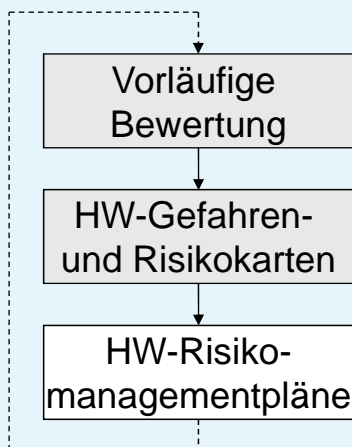 Vorläufige
Bewertung
HW-Gefahren-
und Risikokarten
HW-Risiko-
managementpläne